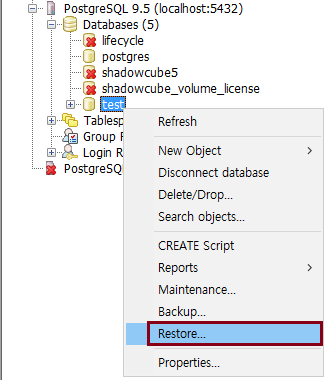 PostgreSQL 9.5 (localhost:5432)
Databases (5)
lifecycle
postgres
shadowcube5
shadowcube_volume_license
test
Tablesp
Group R
Login R
PostgreSQL
Refresh
New Object
Disconnect database
Delete/Drop...
Search objects...
CREATE Script
Reports
Maintenance...
Backup...
Restore...
Properties...